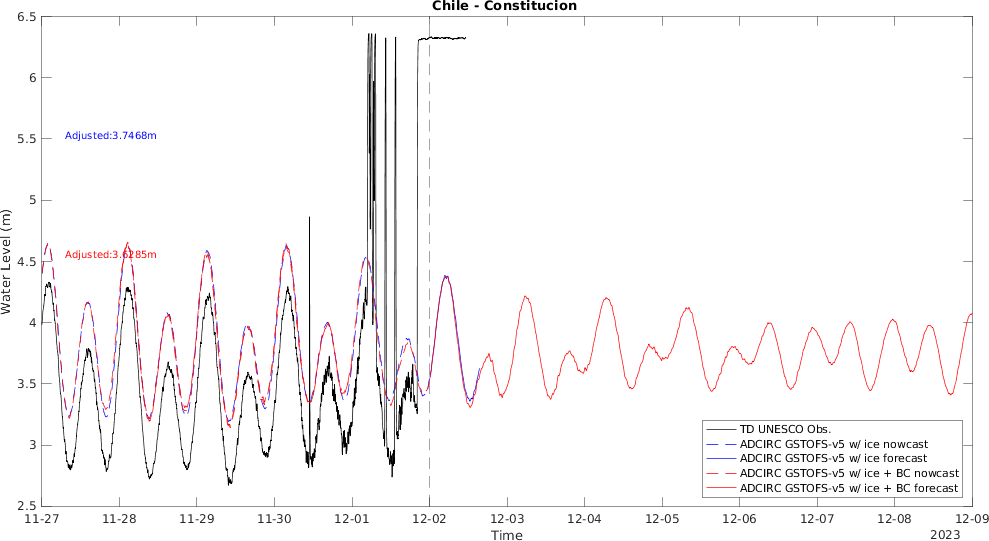 Chile - Constitucion
6.5
6
5.5
5
4.5
4
3.5
3
2.5
Water Level (m)
Adjusted:3.7468m
Adjusted:3.6285m
TD UNESCO Obs.
ADCIRC GSTOFS-v5 w/ ice nowcast
ADCIRC GSTOFS-v5 w/ ice forecast
ADCIRC GSTOFS-v5 w/ ice + BC nowcast
ADCIRC GSTOFS-v5 w/ ice + BC forecast
11-27 11-28 11-29 11-30 12-01 12-02 12-03 12-04 12-05 12-06 12-07 12-08 12-09
Time
2023